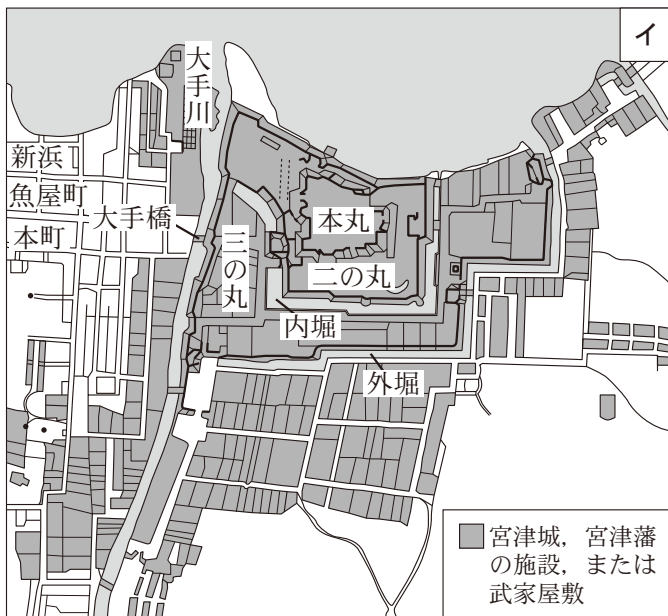 イ
大手川
新浜
魚屋町
大手橋
本町
本丸
三の丸
二の丸
内堀
外堀
宮津城，宮津藩
の施設，または
武家屋敷